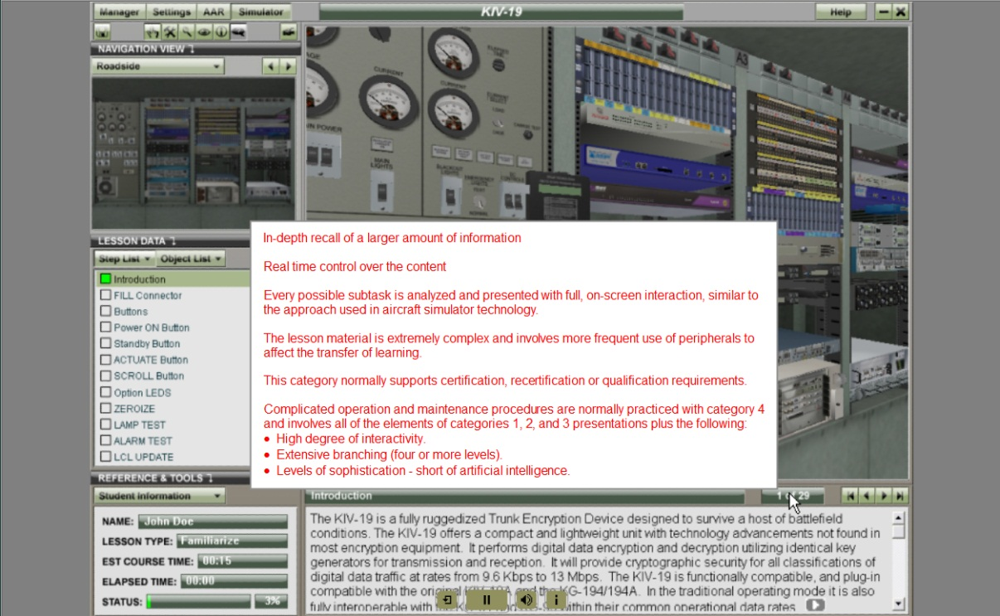 Manager Settings AAR Simulator
KIV-19
Help
NAVIGATION VIEW
Roadside
CURRENT
CURRENT
MAIN LIGHTS
A3
LESSON DATA
Step List Object List
Introduction
FILL Connector
Buttons
Power ON Button
Standby Button
ACTUATE Button
SCROLL Button
Option LEDS
ZEROIZE
LAMP TEST
ALARM TEST
LCL UPDATE
In-depth recall of a larger amount of information
Real time control over the content
Every possible subtask is analyzed and presented with full, on-screen interaction, similar to
the approach used in aircraft simulator technology.
The lesson material is extremely complex and involves more frequent use of peripherals to
affect the transfer of learning.
This category normally supports certification, recertification or qualification requirements.
Complicated operation and maintenance procedures are normally practiced with category 4
and involves all of the elements of categories 1, 2, and 3 presentations plus the following:
• High degree of interactivity.
• Extensive branching (four or more levels).
• Levels of sophistication - short of artificial intelligence.
REFERENCE & TOOLS
Student Information
NAME: John Doe
LESSON TYPE: Familiarize
EST COURSE TIME: 00:15
ELAPSED TIME: 00:00
STATUS: 3%
Introduction
1 of 29
The KIV-19 is a fully ruggedized Trunk Encryption Device designed to survive a host of battlefield
conditions. The KIV-19 offers a compact and lightweight unit with technology advancements not found in
most encryption equipment. It performs digital data encryption and decryption utilizing identical key
generators for transmission and reception. It will provide cryptographic security for all classifications of
digital data traffic at rates from 9.6 Kbps to 13 Mbps. The KIV-19 is functionally compatible, and plug-in
compatible with the original KIV-19A and the KG-194/194A. In the traditional operating mode it is also
fully interoperable with within their common operational data rates